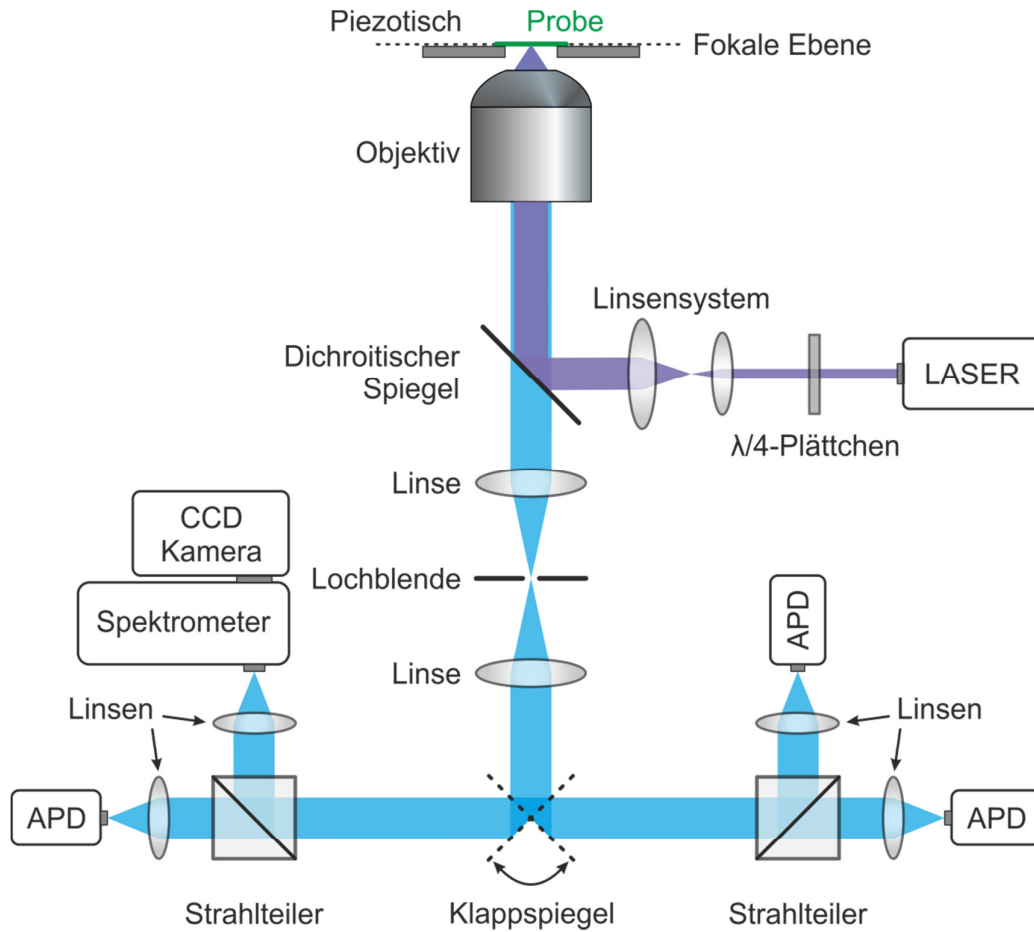 Piezotisch
Probe
Fokale Ebene
Objektiv
Linsensystem
Dichroitischer
Spiegel
LASER
λ/4-Plättchen
Linse
CCD
Kamera
Lochblende
Spektrometer
APD
Linse
Linsen
Linsen
APD
APD
Strahlteiler
Klappspiegel
Strahlteiler